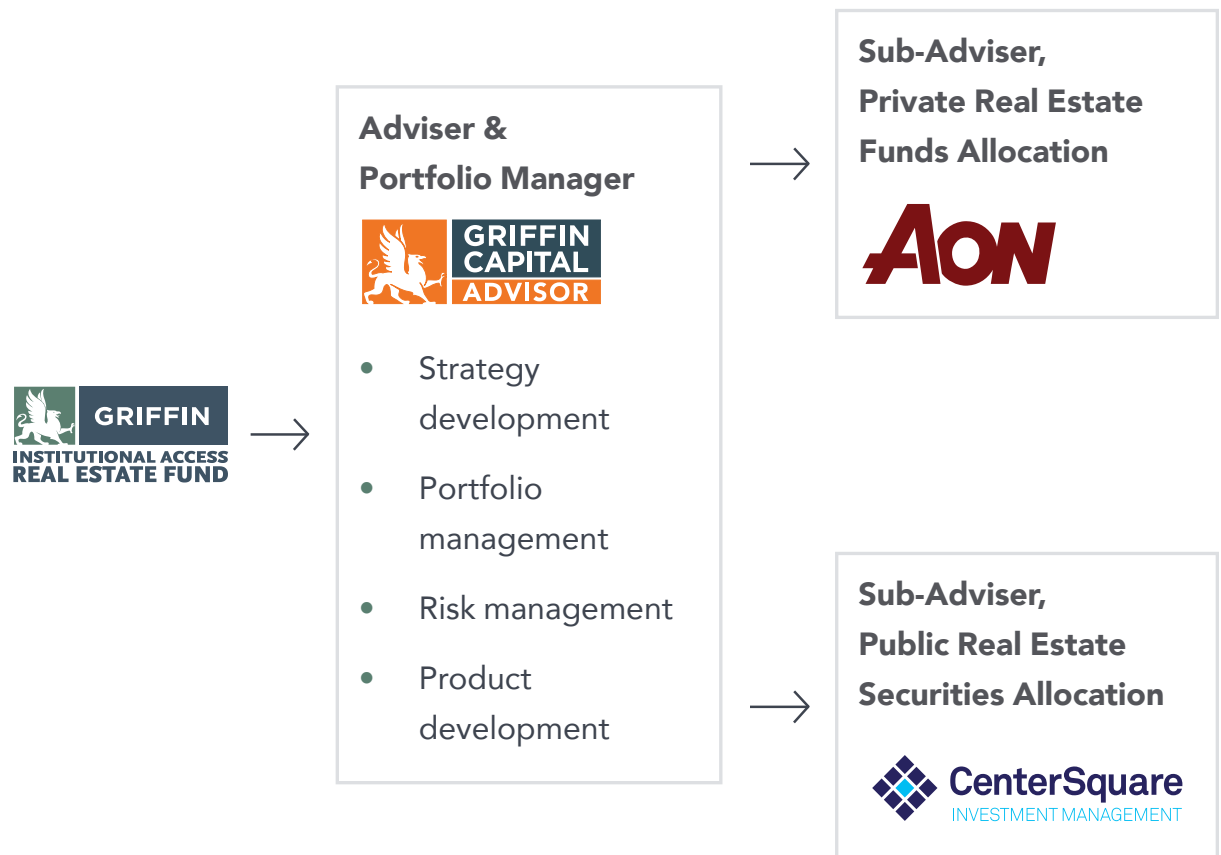 GRIFFIN
INSTITUTIONAL ACCESS
REAL ESTATE FUND
Adviser &
Portfolio Manager
GRIFFIN
CAPITAL
ADVISOR
• Strategy
development
• Portfolio
management
• Risk management
• Product
development
Sub-Adviser,
Private Real Estate
Funds Allocation
AON
Sub-Adviser,
Public Real Estate
Securities Allocation
CenterSquare
INVESTMENT MANAGEMENT